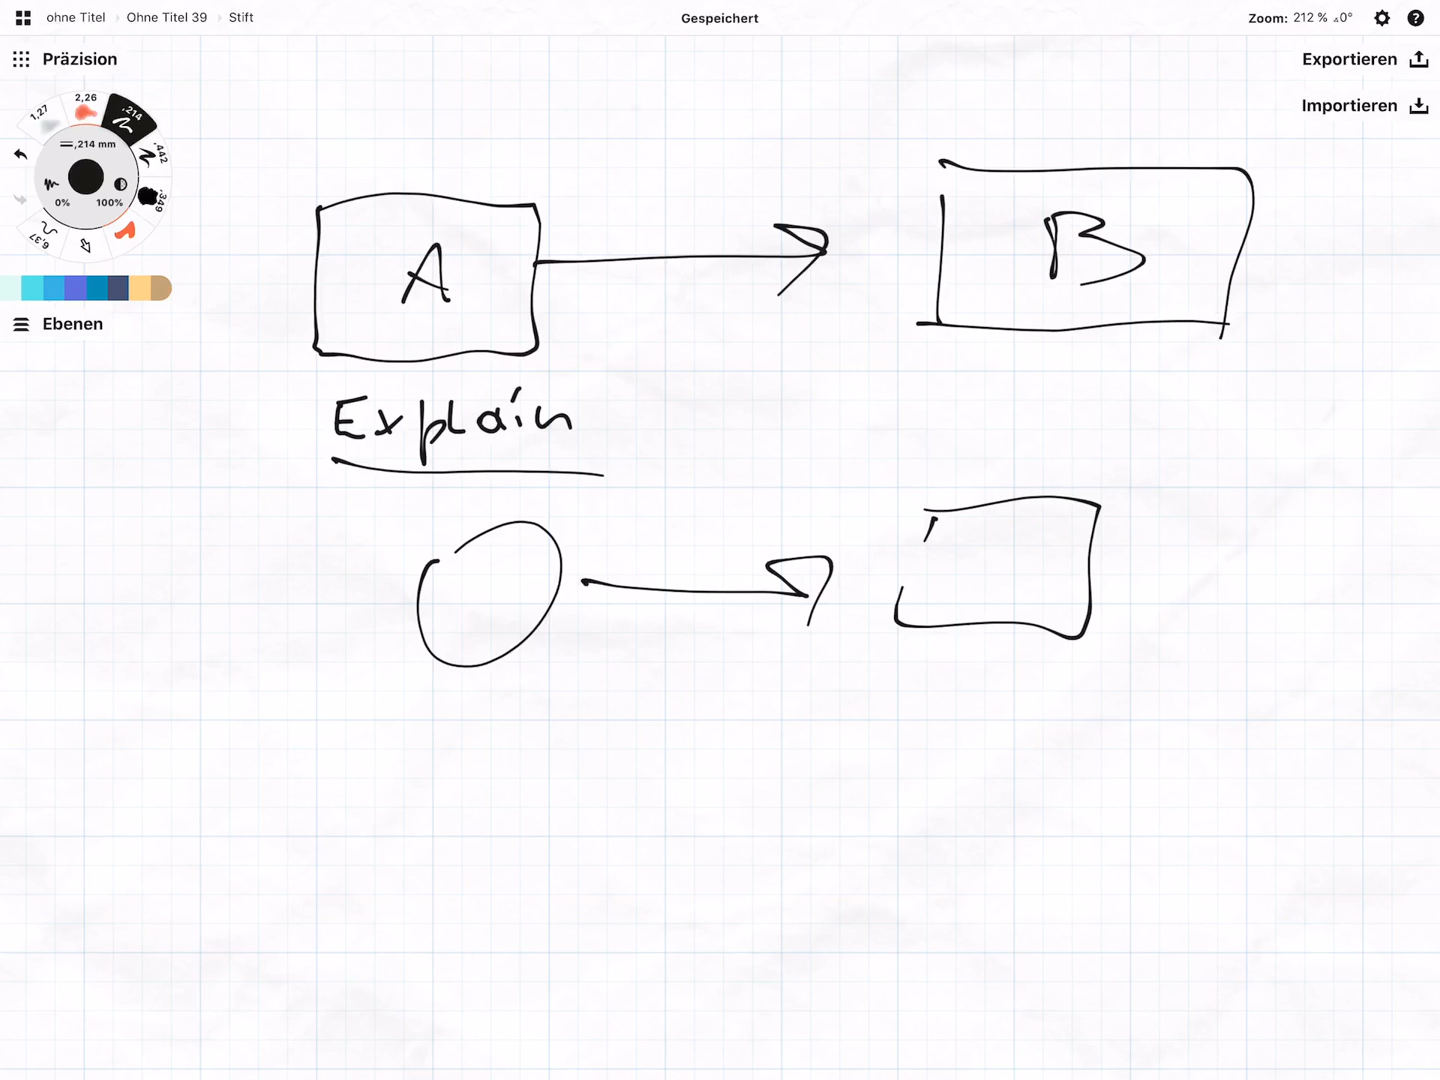 ohne Titel › Ohne Titel 39 › Stift
Gespeichert
Zoom: 212 % ⊿0°
Präzision
Exportieren
Importieren
1,27
2,26
,214
,442
,349
6,37
,214 mm
0%
100%
Ebenen
A
B
Explain